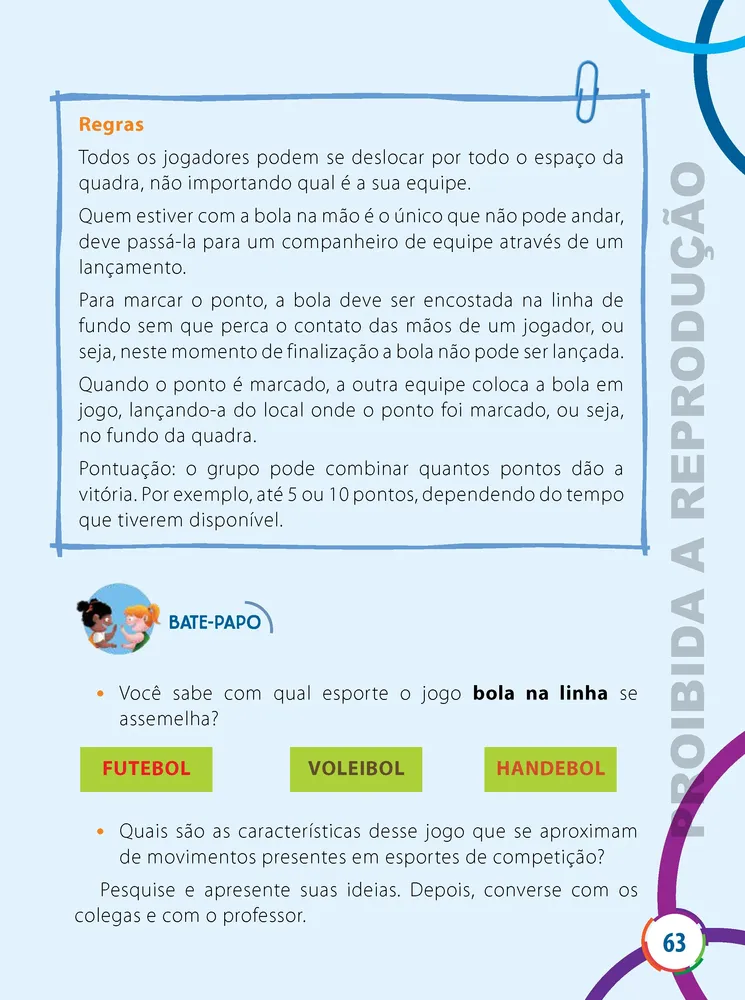 Regras
Todos os jogadores podem se deslocar por todo o espaço da
quadra, não importando qual é a sua equipe.
Quem estiver com a bola na mão é o único que não pode andar,
deve passá-la para um companheiro de equipe através de um
lançamento.
Para marcar o ponto, a bola deve ser encostada na linha de
fundo sem que perca o contato das mãos de um jogador, ou
seja, neste momento de finalização a bola não pode ser lançada.
Quando o ponto é marcado, a outra equipe coloca a bola em
jogo, lançando-a do local onde o ponto foi marcado, ou seja,
no fundo da quadra.
Pontuação: o grupo pode combinar quantos pontos dão a
vitória. Por exemplo, até 5 ou 10 pontos, dependendo do tempo
que tiverem disponível.
BATE-PAPO
• Você sabe com qual esporte o jogo bola na linha se
assemelha?
FUTEBOL VOLEIBOL HANDEBOL
• Quais são as características desse jogo que se aproximam
de movimentos presentes em esportes de competição?
Pesquise e apresente suas ideias. Depois, converse com os
colegas e com o professor.
PROIBIDA A REPRODUÇÃO
63